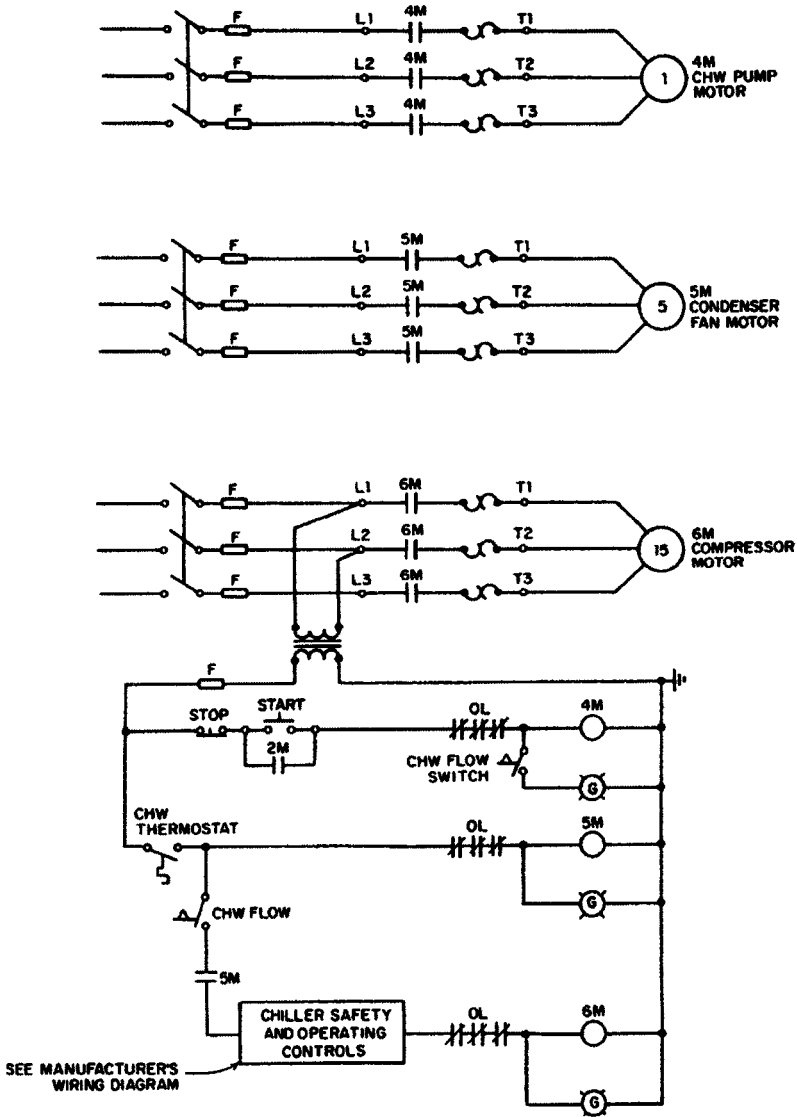 F L1 4M T1
F L2 4M T2
F L3 4M T3
1
4M
CHW PUMP
MOTOR
F L1 5M T1
F L2 5M T2
F L3 5M T3
5
5M
CONDENSER
FAN MOTOR
F L1 6M T1
F L2 6M T2
F L3 6M T3
15
6M
COMPRESSOR
MOTOR
F
STOP
START
2M
OL
4M
CHW FLOW
SWITCH
G
CHW
THERMOSTAT
OL
5M
G
CHW FLOW
5M
CHILLER SAFETY
AND OPERATING
CONTROLS
OL
6M
G
SEE MANUFACTURER'S
WIRING DIAGRAM